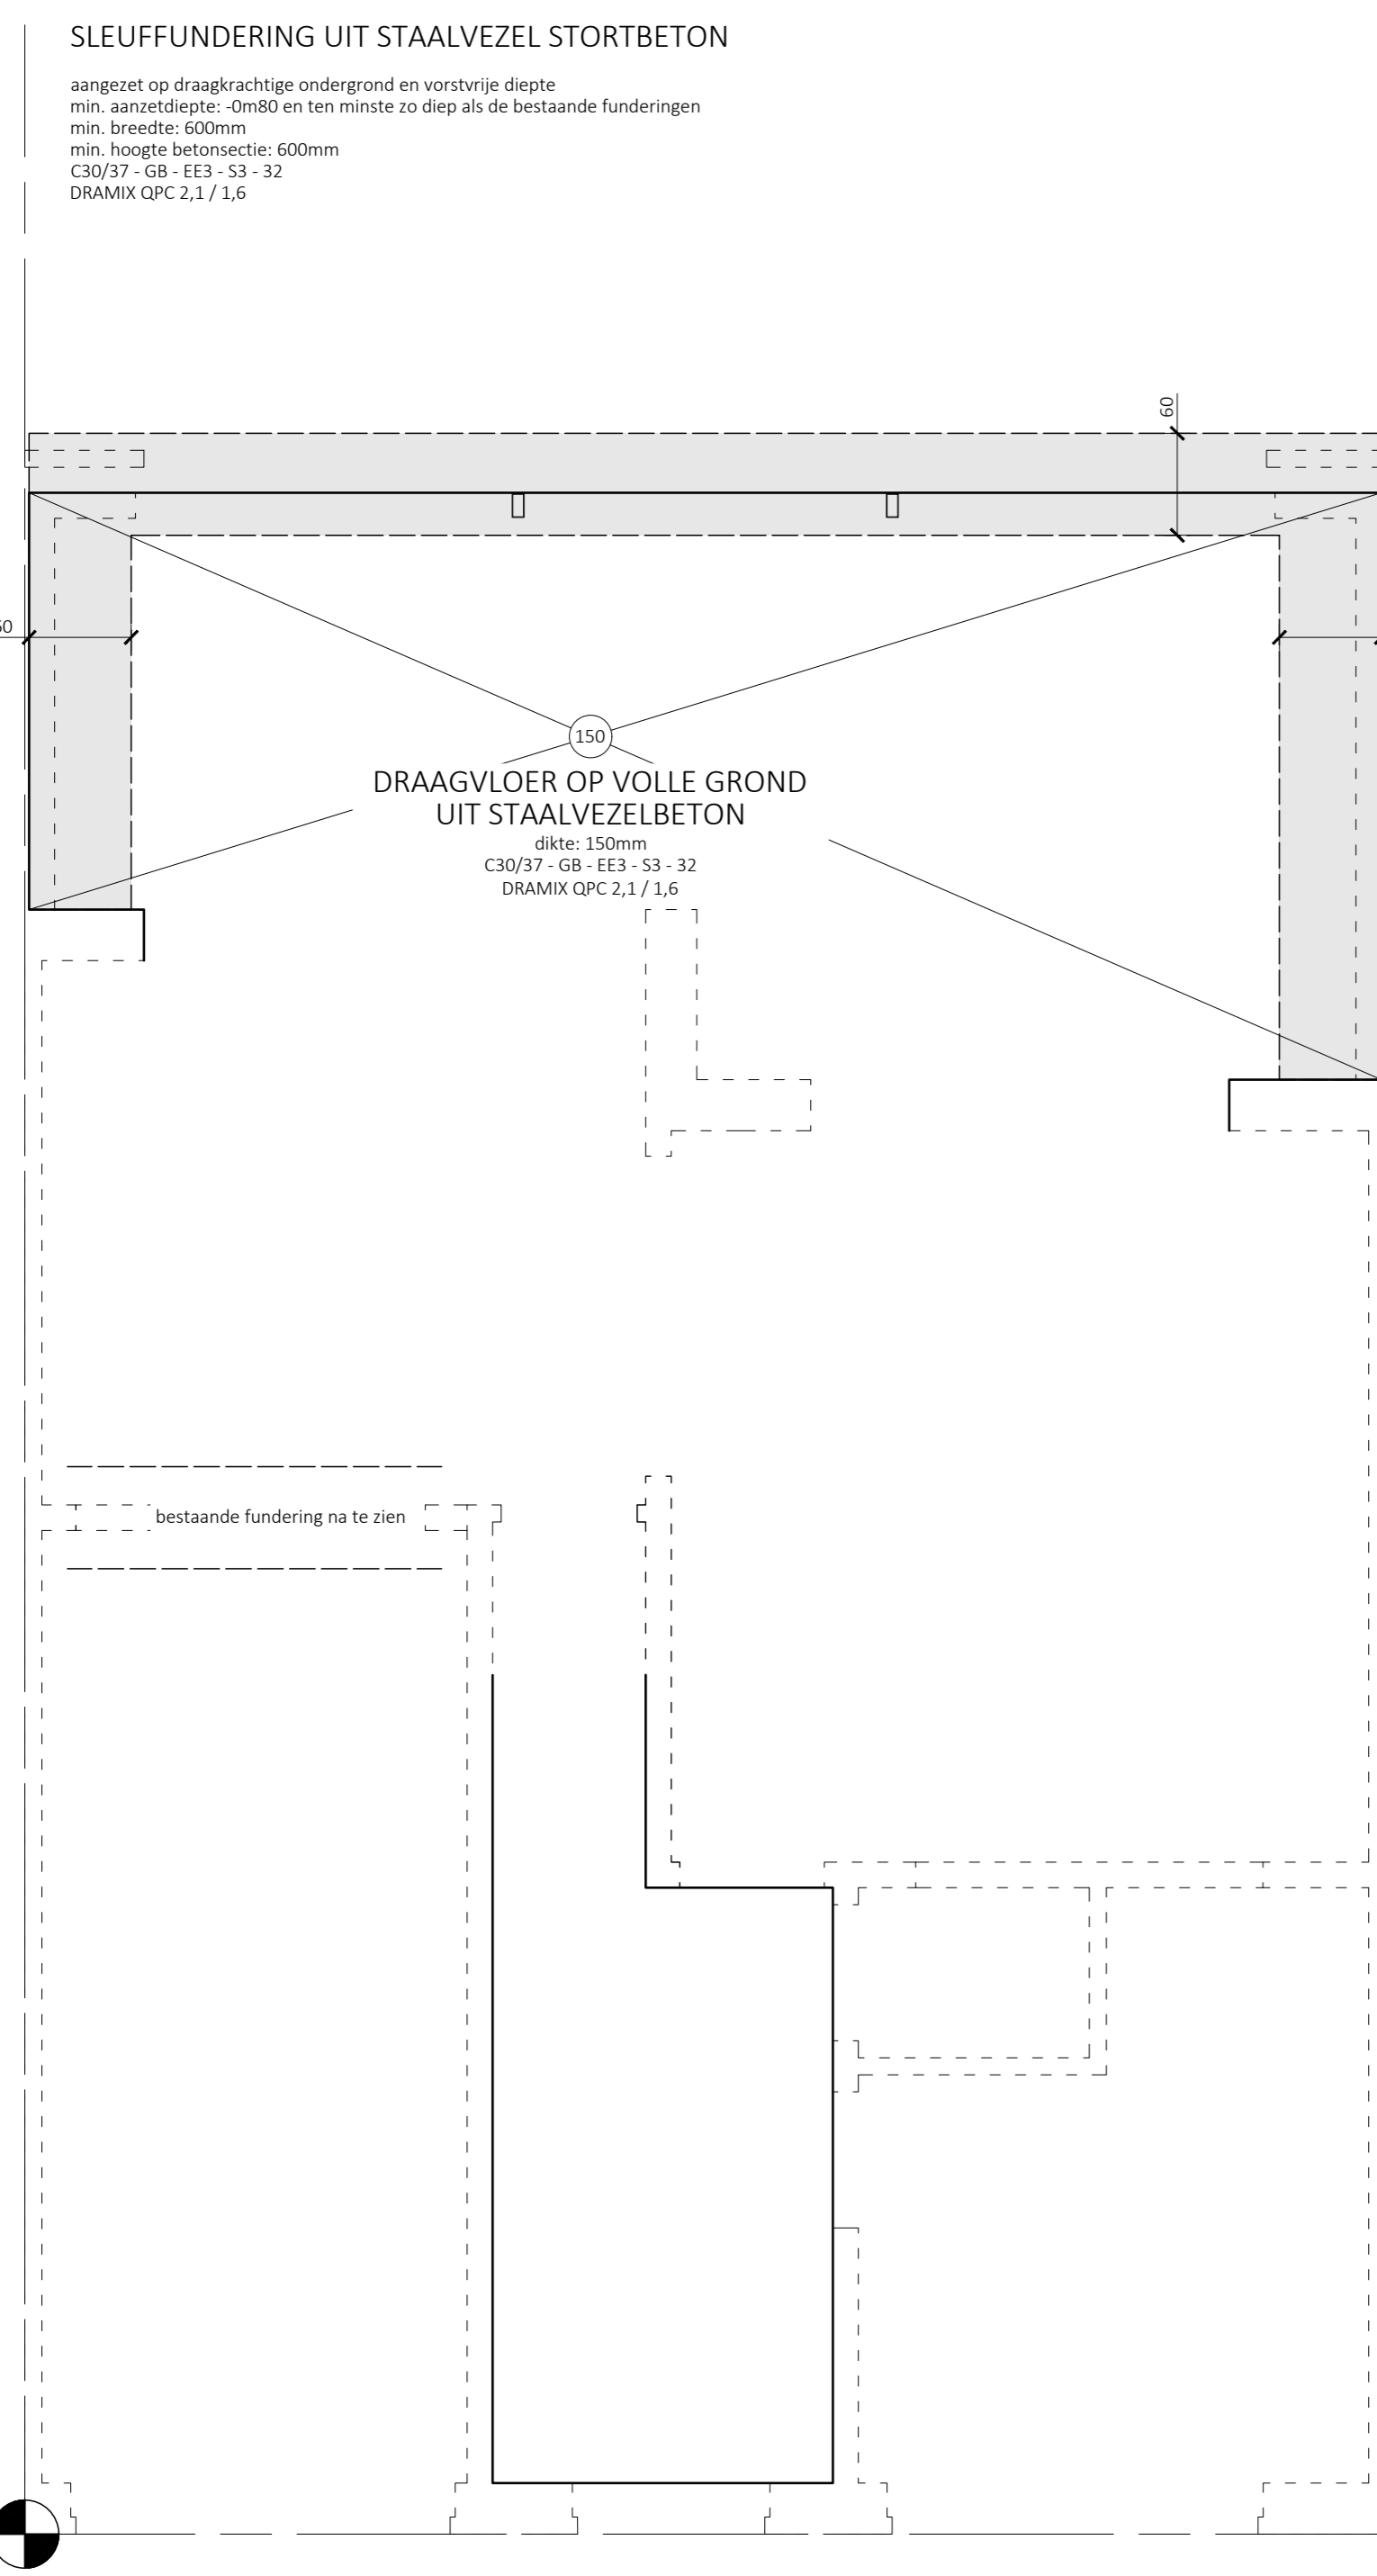 SLEUFFUNDERING UIT STAALVEZEL STORTBETON
aangezet op draagkrachtige ondergrond en vorstvrije diepte
min. aanzetdiepte: -0m80 en ten minste zo diep als de bestaande funderingen
min. breedte: 600mm
min. hoogte betonsectie: 600mm
C30/37 - GB - EE3 - S3 - 32
DRAMIX QPC 2,1 / 1,6
60
150
DRAAGVLOER OP VOLLE GROND
UIT STAALVEZELBETON
dikte: 150mm
C30/37 - GB - EE3 - S3 - 32
DRAMIX QPC 2,1 / 1,6
bestaande fundering na te zien